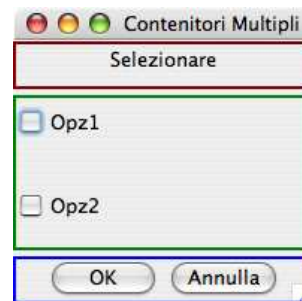 Contenitori Multipli
Selezionare
Opz1
Opz2
OK Annulla